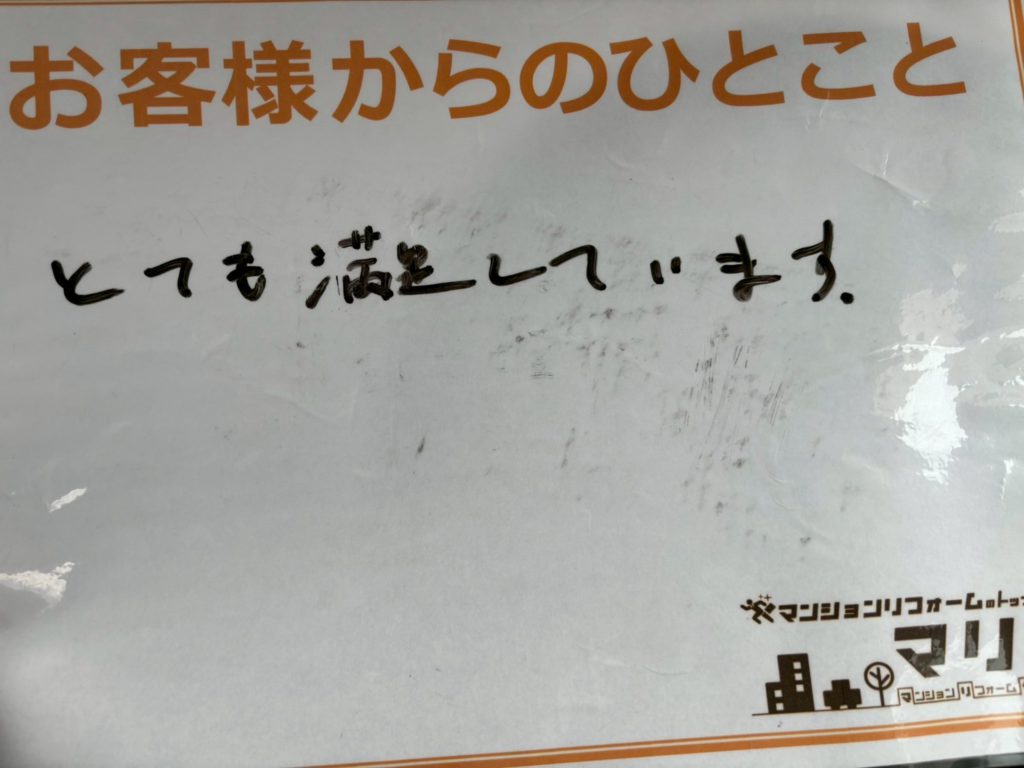 お客様からのひとこと
とても満足しています.
マンションリフォームのトップ
マリ
マンションリフォーム